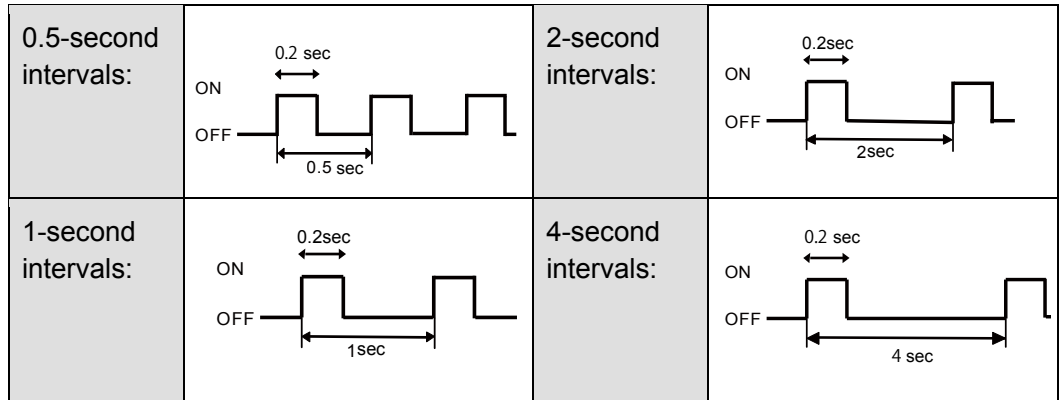 0.5-second
intervals:
0.2 sec
ON
OFF
0.5 sec
2-second
intervals:
0.2sec
ON
OFF
2sec
1-second
intervals:
0.2sec
ON
OFF
1sec
4-second
intervals:
0.2 sec
ON
OFF
4 sec